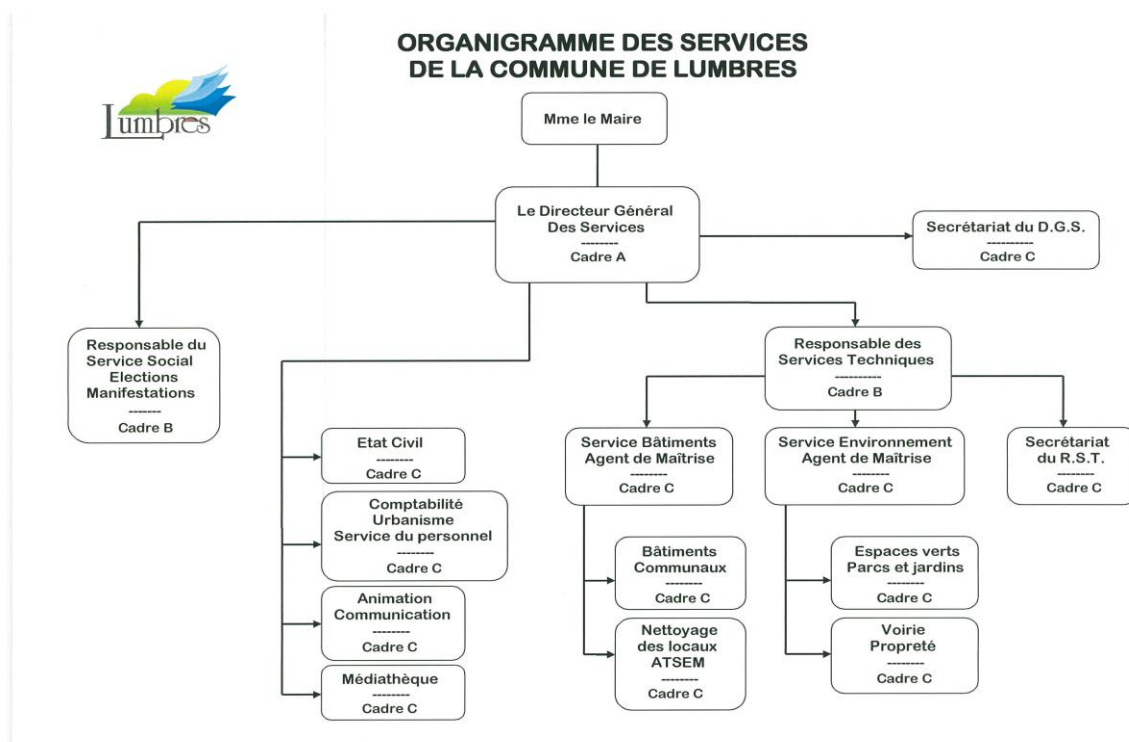 ORGANIGRAMME DES SERVICES
DE LA COMMUNE DE LUMBRES
Lumbres
Mme le Maire
Le Directeur Général
Des Services
--------
Cadre A
Secrétariat du D.G.S.
----------
Cadre C
Responsable du
Service Social
Elections
Manifestations
-------
Cadre B
Responsable des
Services Techniques
----------
Cadre B
Etat Civil
--------
Cadre C
Comptabilité
Urbanisme
Service du personnel
--------
Cadre C
Animation
Communication
--------
Cadre C
Médiathèque
--------
Cadre C
Service Bâtiments
Agent de Maîtrise
--------
Cadre C
Service Environnement
Agent de Maîtrise
--------
Cadre C
Secrétariat
du R.S.T.
--------
Cadre C
Bâtiments
Communaux
--------
Cadre C
Nettoyage
des locaux
ATSEM
--------
Cadre C
Espaces verts
Parcs et jardins
--------
Cadre C
Voirie
Propreté
--------
Cadre C